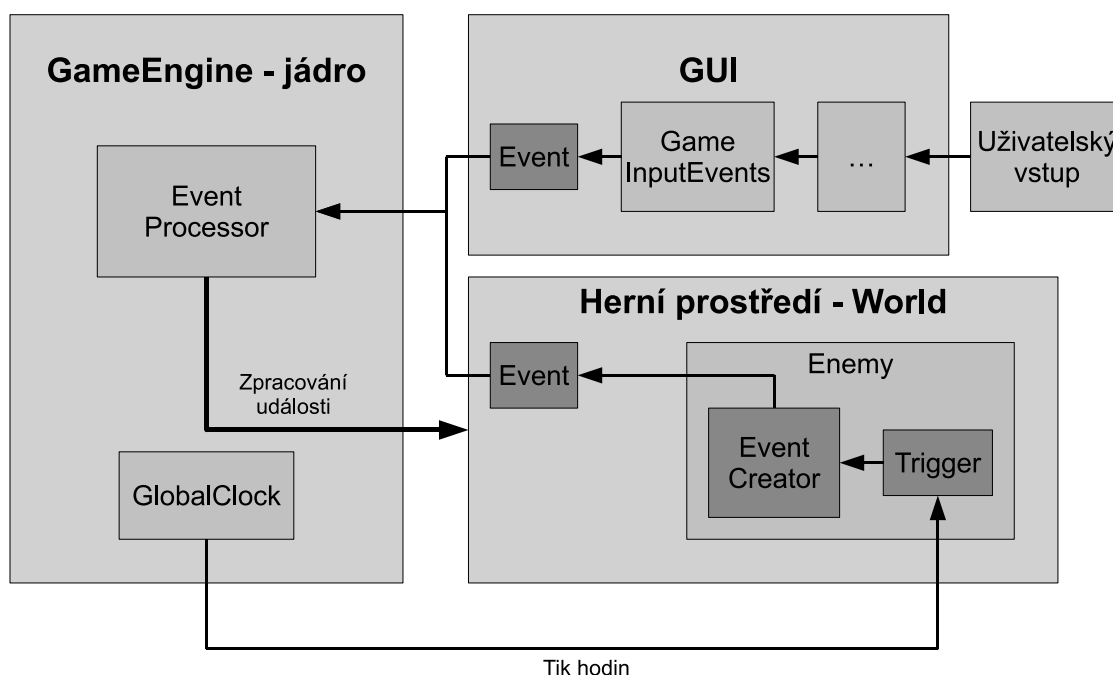 GameEngine - jádro
Event
Processor
Zpracování
události
GlobalClock
GUI
Event
Game
InputEvents
...
Uživatelský
vstup
Herní prostředí - World
Event
Enemy
Event
Creator
Trigger
Tik hodin